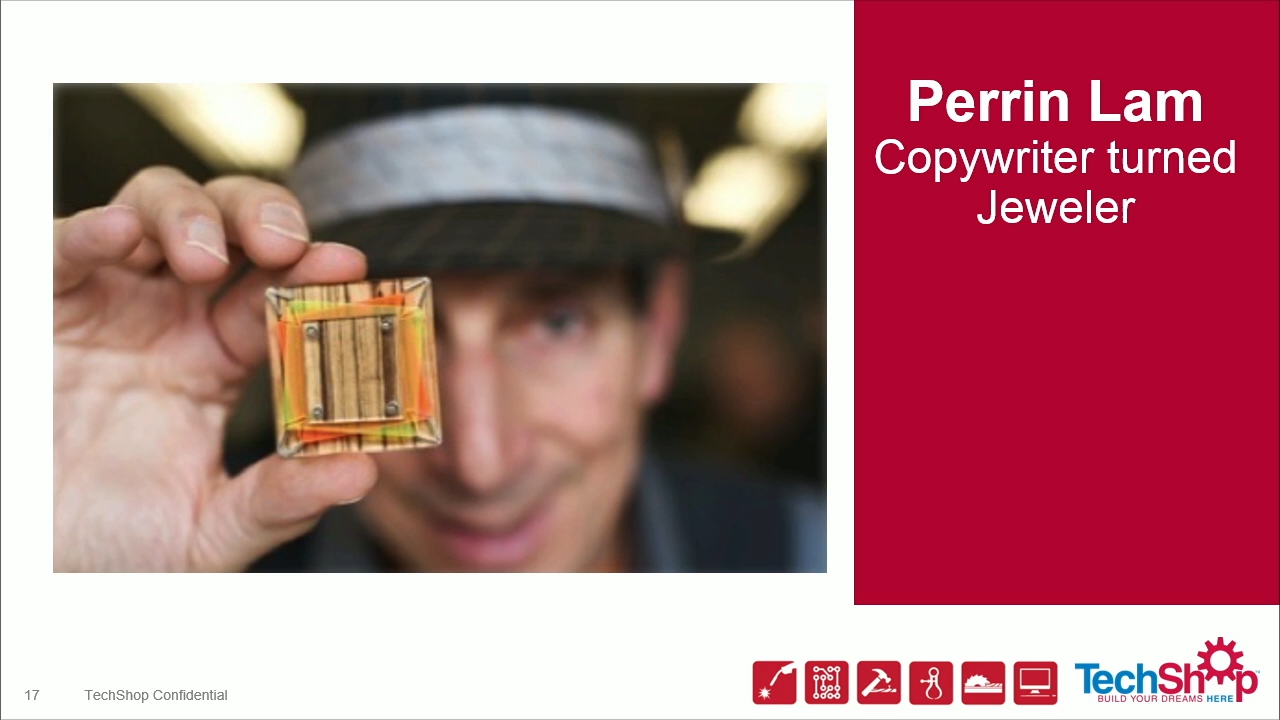 Perrin Lam
Copywriter turned
Jeweler
17 TechShop Confidential
TechShop
BUILD YOUR DREAMS HERE